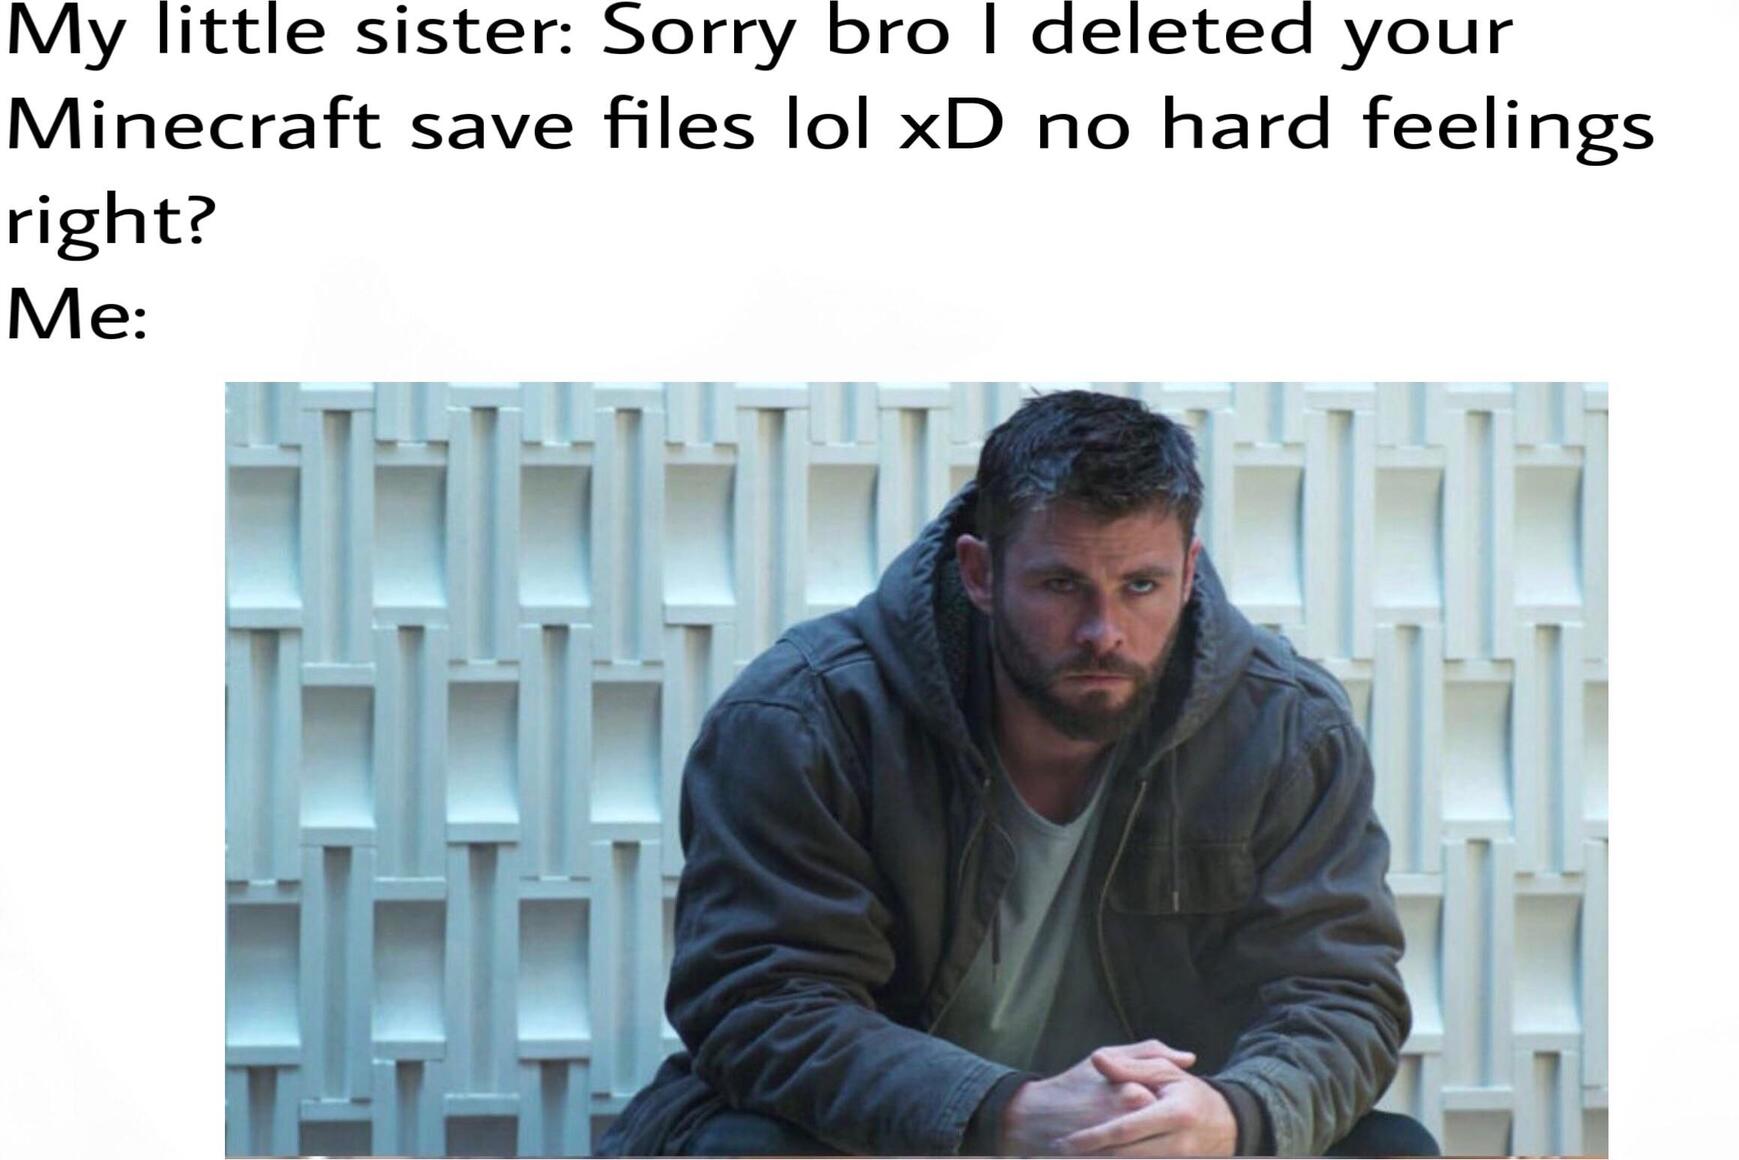 My little sister: Sorry bro I deleted your
Minecraft save files lol xD no hard feelings
right?
Me: